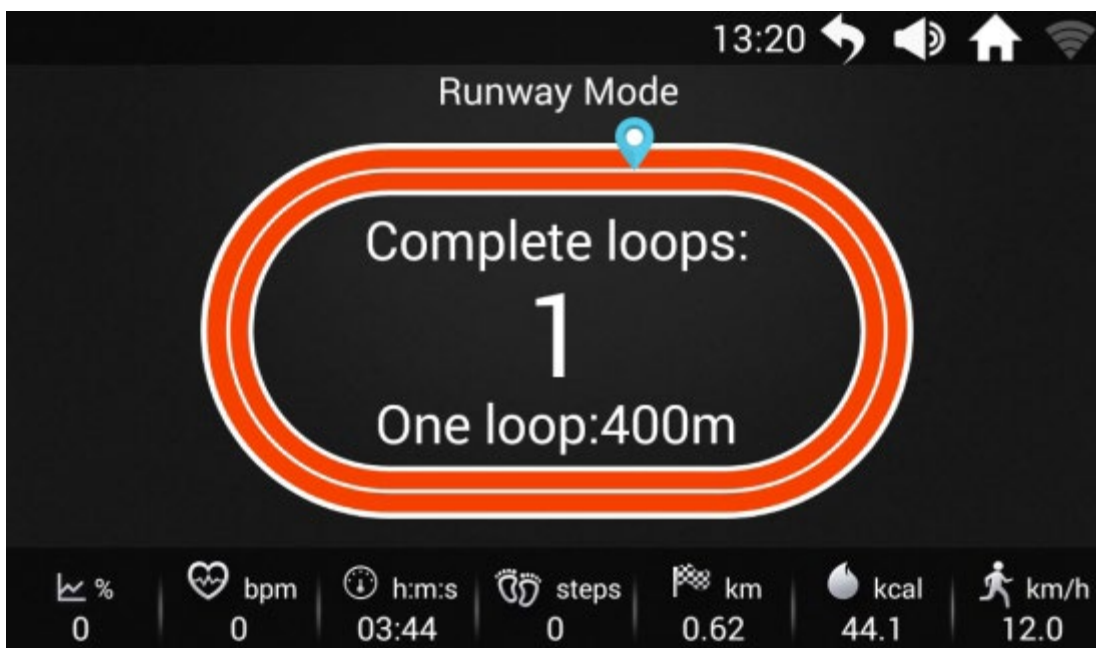 13:20
Runway Mode
Complete loops:
1
One loop:400m
% bpm h:m:s steps km kcal km/h
0 0 03:44 0 0.62 44.1 12.0